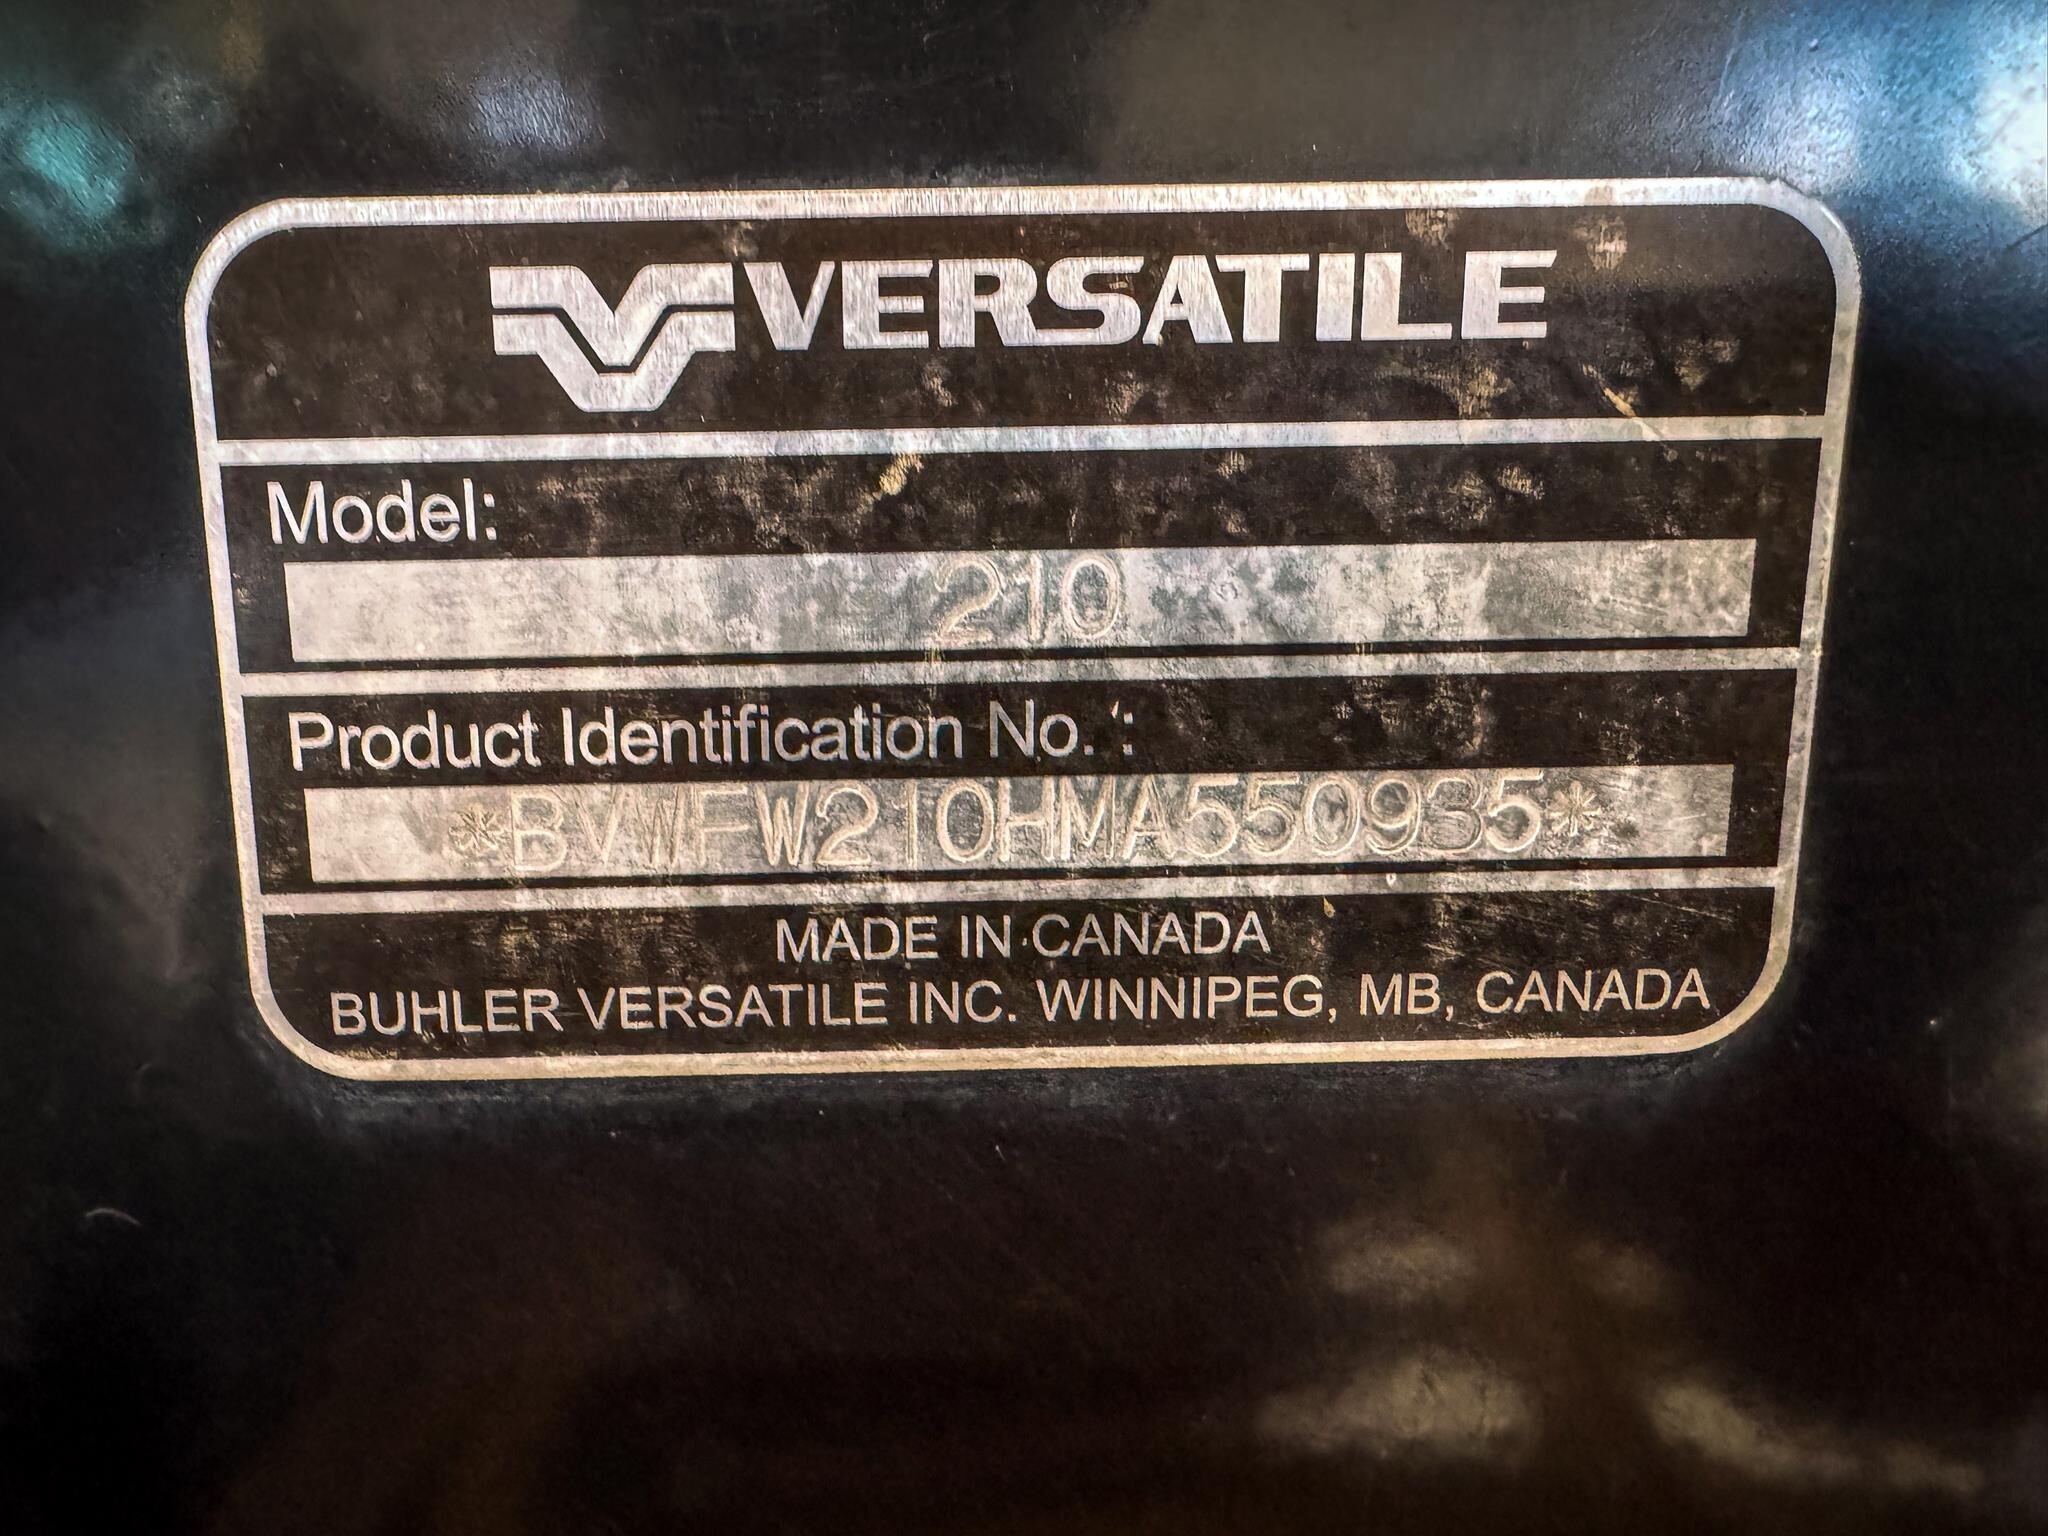 VERSATILE
Model:
210
Product Identification No. :
*BVWFW210HMA550935*
MADE IN CANADA
BUHLER VERSATILE INC. WINNIPEG, MB, CANADA